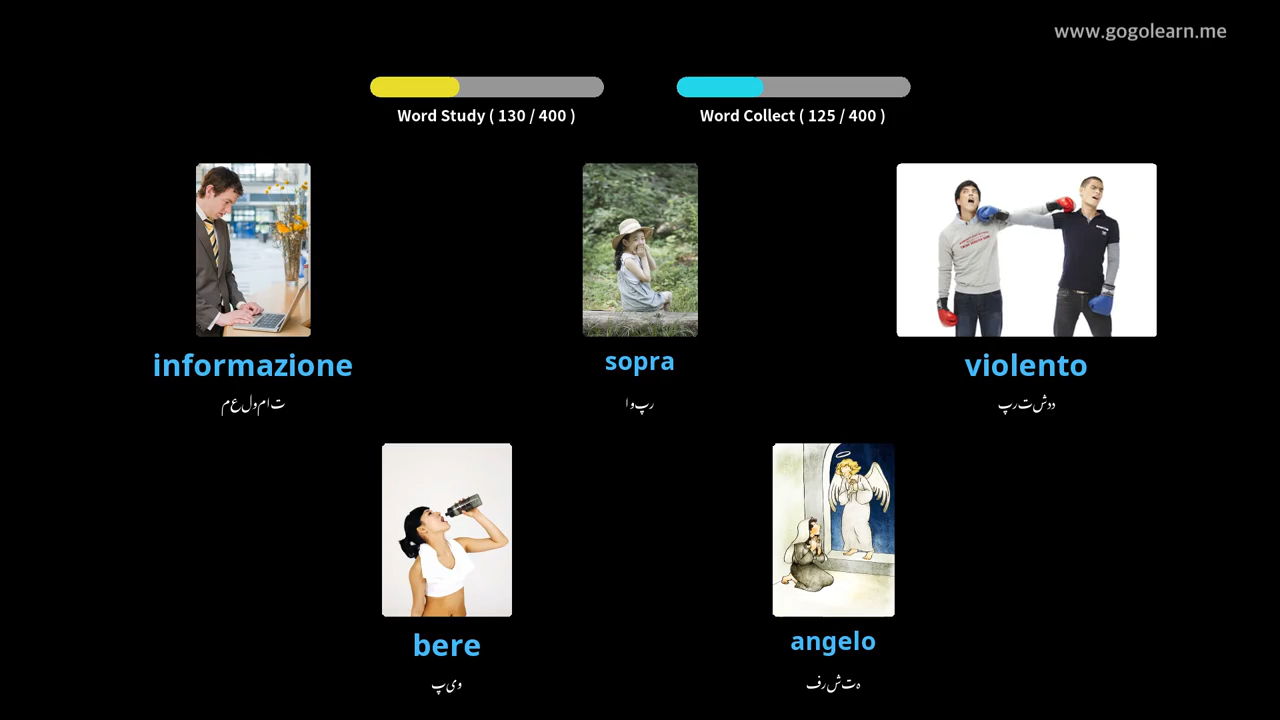 www.gogolearn.me
Word Study ( 130 / 400 )
Word Collect ( 125 / 400 )
informazione
معلومات
sopra
اوپر
violento
پرتشدد
bere
پیو
angelo
فرشتہ